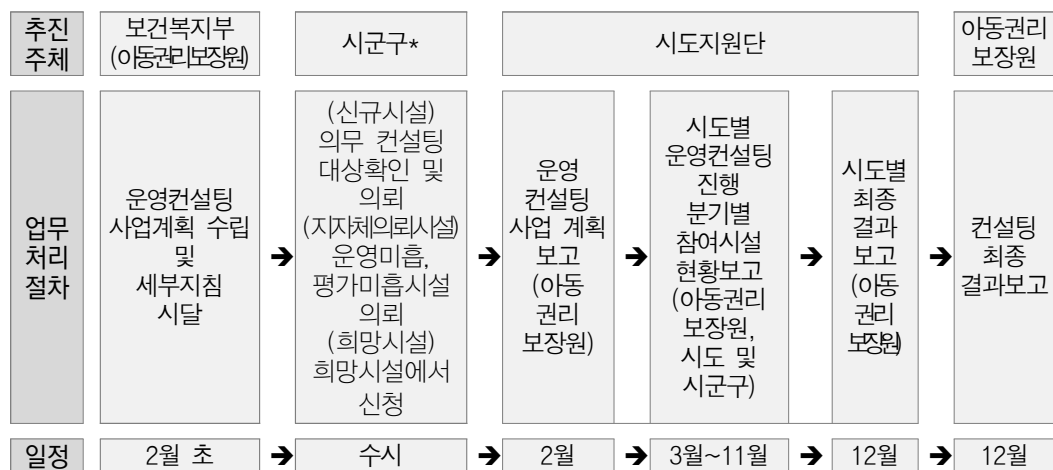 추진
주체
보건복지부
(아동권리보장원)
시군구*
시도지원단
아동권리
보장원
업무
처리
절차
운영컨설팅
사업계획 수립
및
세부지침
시달
➔
(신규시설)
의무 컨설팅
대상확인 및
의뢰
(지자체의뢰시설)
운영미흡,
평가미흡시설
의뢰
(희망시설)
희망시설에서
신청
➔
운영
컨설팅
사업 계획
보고
(아동
권리
보장원)
➔
시도별
운영컨설팅
진행
분기별
참여시설
현황보고
(아동권리
보장원,
시도 및
시군구)
➔
시도별
최종
결과
보고
(아동
권리
보장원)
➔
컨설팅
최종
결과보고
일정
2월 초
➔
수시
➔
2월
➔
3월~11월
➔
12월
➔
12월